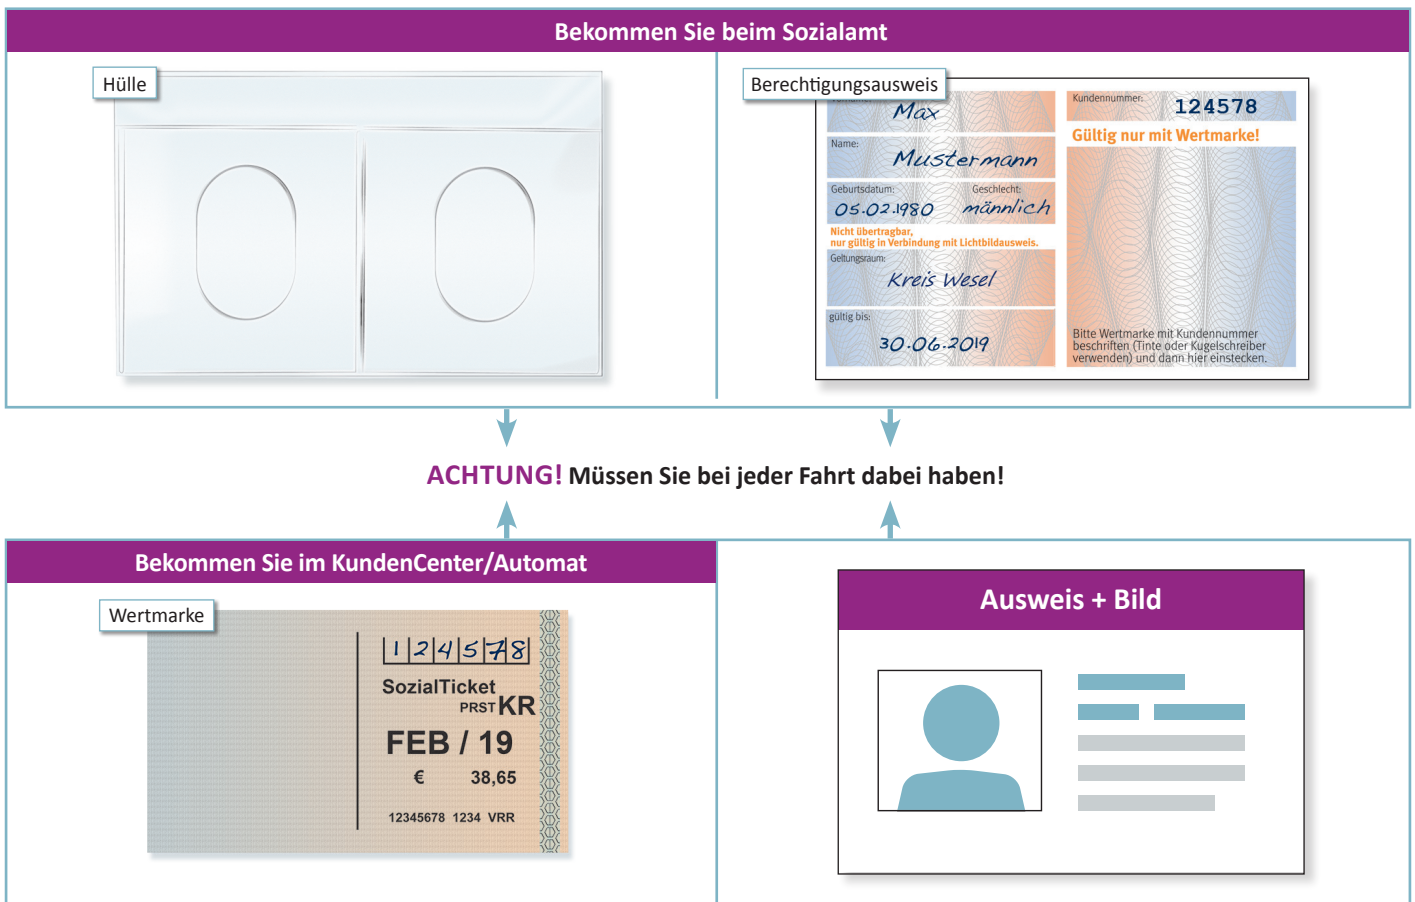 Bekommen Sie beim Sozialamt
Hülle
Berechtigungsausweis
Max
Name:
Mustermann
Geburtsdatum:
Geschlecht:
05.02.1980
männlich
Nicht übertragbar,
nur gültig in Verbindung mit Lichtbildausweis.
Geltungsraum:
Kreis Wesel
gültig bis:
30.06.2019
Kundennummer:
124578
Gültig nur mit Wertmarke!
Bitte Wertmarke mit Kundennummer
beschriften (Tinte oder Kugelschreiber
verwenden) und dann hier einstecken.
ACHTUNG! Müssen Sie bei jeder Fahrt dabei haben!
Bekommen Sie im KundenCenter/Automat
Wertmarke
124578
SozialTicket
PRST KR
FEB / 19
€ 38,65
12345678 1234 VRR
Ausweis + Bild